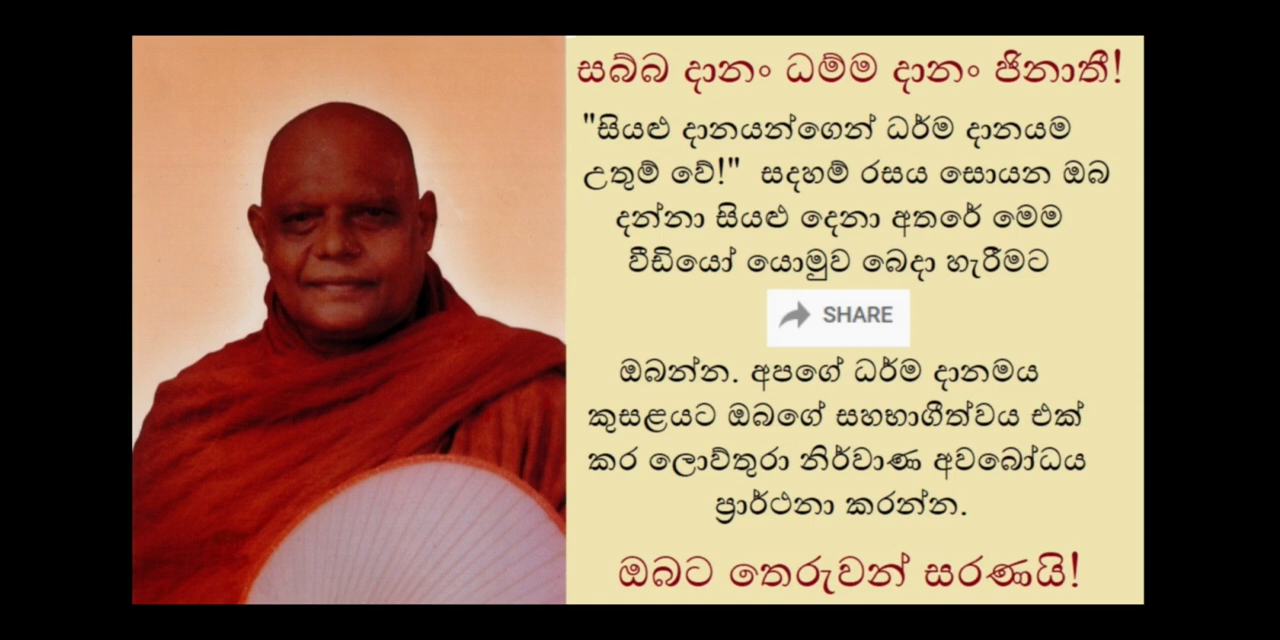 සබ්බ දානං ධම්ම දානං ජිනාතී!
"සියළු දානයන්ගෙන් ධර්ම දානයම
උතුම් වේ!" සදහම් රසය සොයන ඔබ
දන්නා සියළු දෙනා අතරේ මෙම
වීඩියෝ යොමුව බෙදා හැරීමට
SHARE
ඔබන්න. අපගේ ධර්ම දානමය
කුසළයට ඔබගේ සහභාගීත්වය එක්
කර ලොව්තුරා නිර්වාණ අවබෝධය
ප්‍රාර්ථනා කරන්න.
ඔබට තෙරුවන් සරණයි!